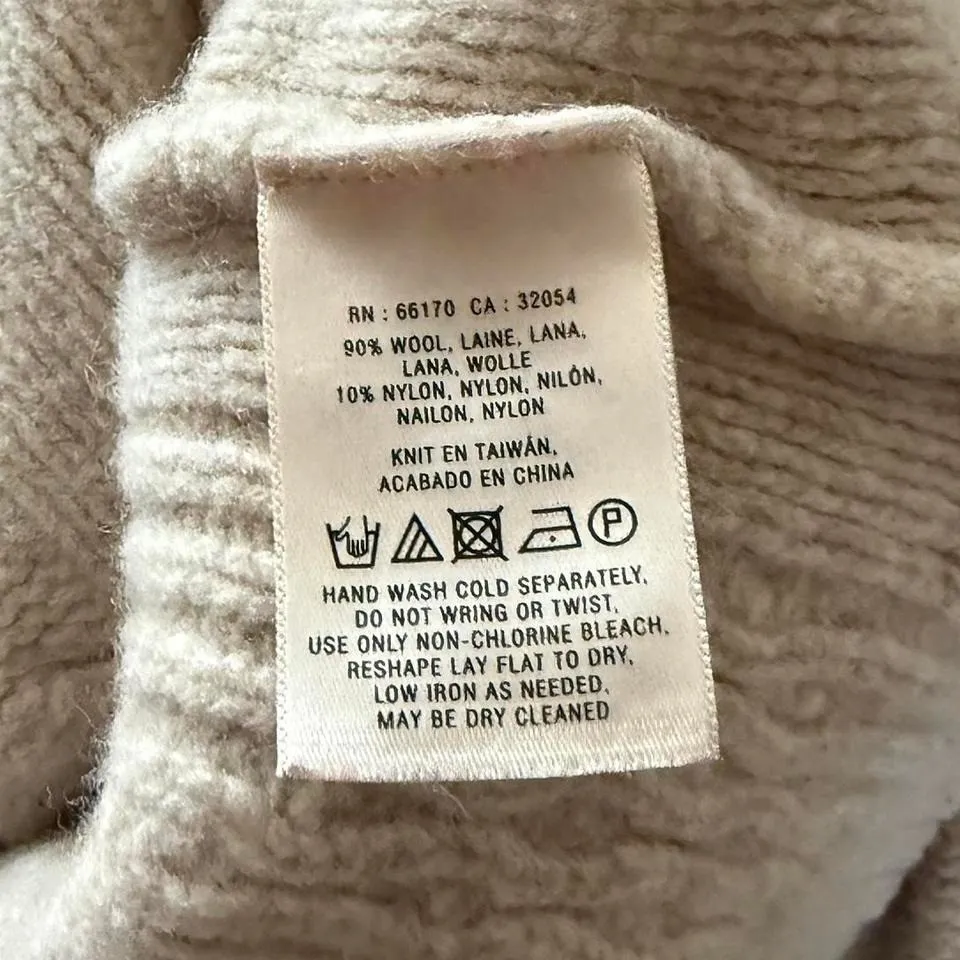 RN : 66170 CA : 32054
90% WOOL, LAINE, LANA,
LANA, WOLLE
10% NYLON, NYLON, NILÓN,
NAILON, NYLON
KNIT EN TAIWÁN,
ACABADO EN CHINA
P
HAND WASH COLD SEPARATELY,
DO NOT WRING OR TWIST,
USE ONLY NON-CHLORINE BLEACH,
RESHAPE LAY FLAT TO DRY,
LOW IRON AS NEEDED,
MAY BE DRY CLEANED